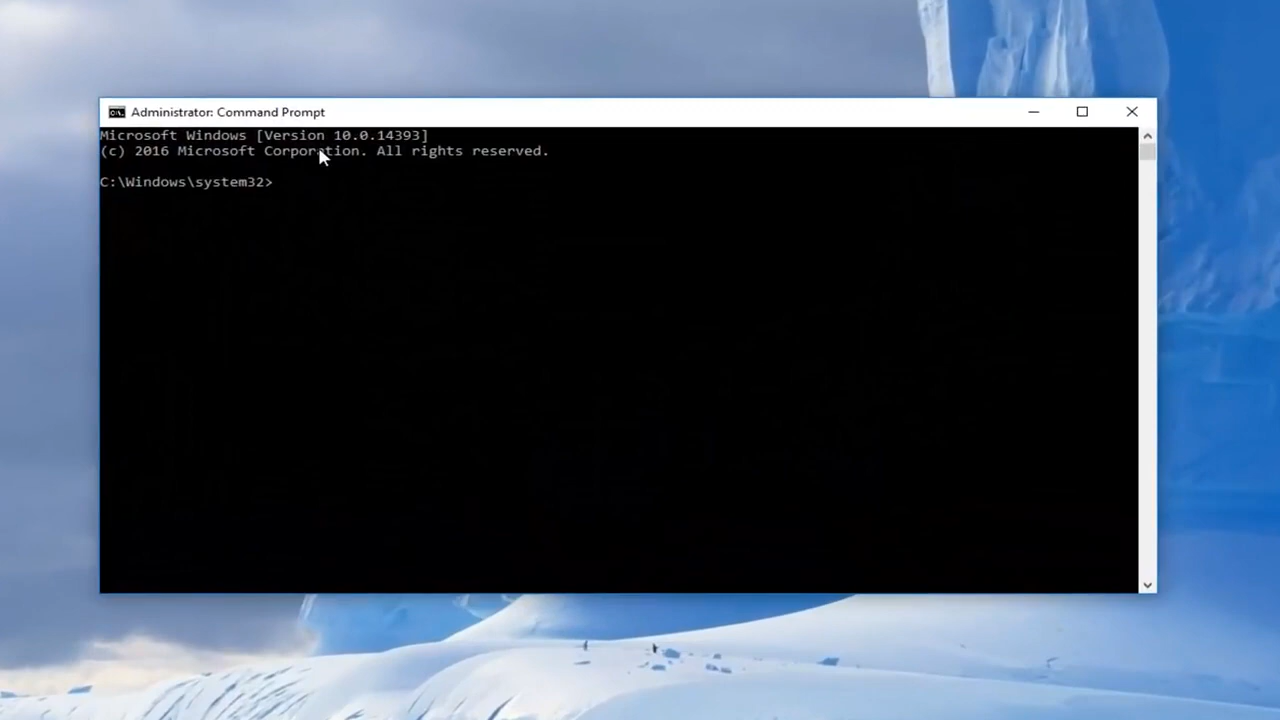 Administrator: Command Prompt
Microsoft Windows [Version 10.0.14393]
(c) 2016 Microsoft Corporation. All rights reserved.
C:\Windows\system32>